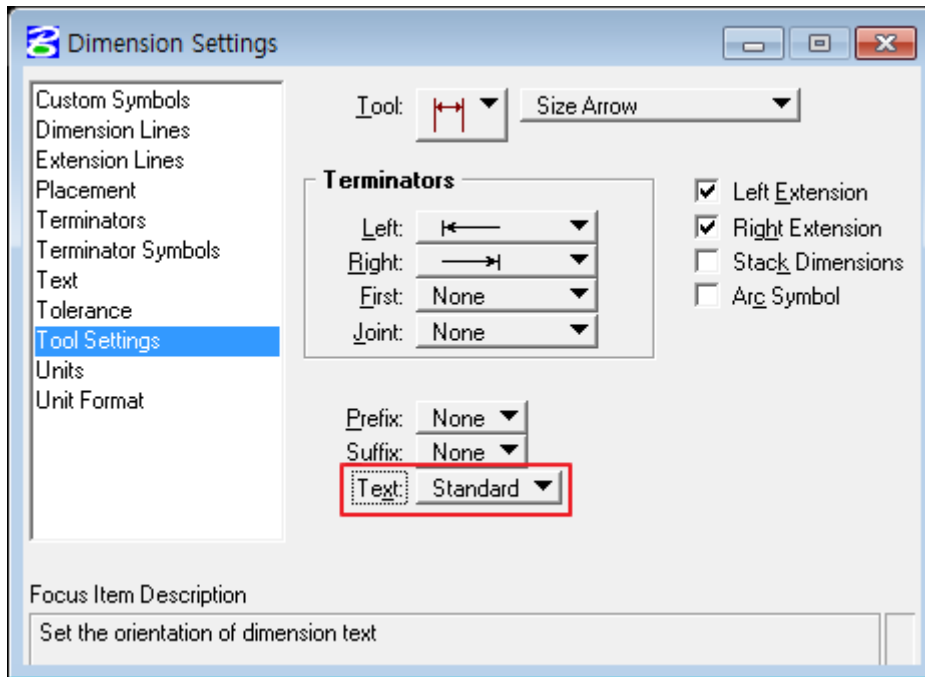 Dimension Settings
Custom Symbols
Dimension Lines
Extension Lines
Placement
Terminators
Terminator Symbols
Text
Tolerance
Tool Settings
Units
Unit Format
Tool:
Size Arrow
Terminators
Left:
Right:
First: None
Joint: None
Left Extension
Right Extension
Stack Dimensions
Arc Symbol
Prefix: None
Suffix: None
Text: Standard
Focus Item Description
Set the orientation of dimension text